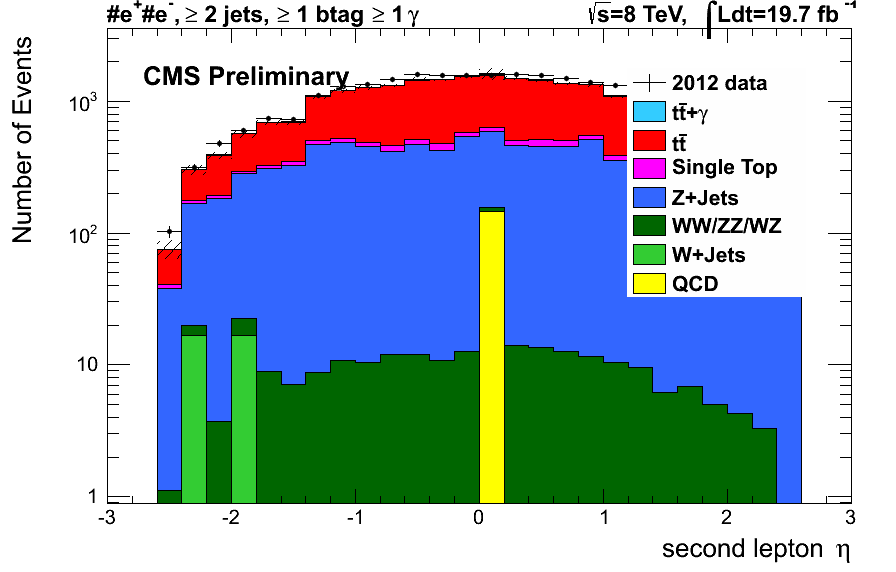 #e⁺#e⁻, ≥ 2 jets, ≥ 1 btag ≥ 1 γ
√s=8 TeV, ∫Ldt=19.7 fb⁻¹
CMS Preliminary
2012 data
tt̄+γ
tt̄
Single Top
Z+Jets
WW/ZZ/WZ
W+Jets
QCD
Number of Events
10³
10²
10
1
-3 -2 -1 0 1 2 3
second lepton η